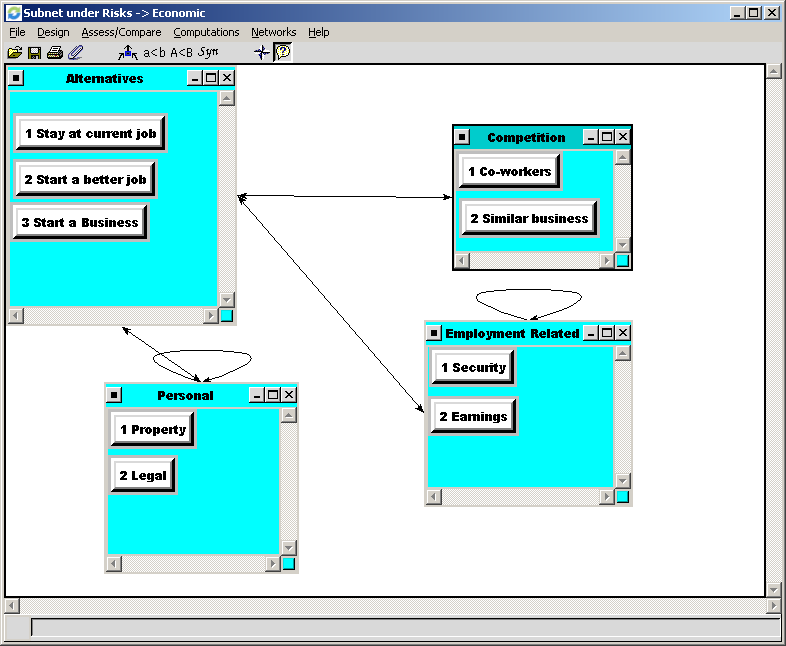 Subnet under Risks -> Economic
File Design Assess/Compare Computations Networks Help
a<b A<B Syn
Alternatives
1 Stay at current job
2 Start a better job
3 Start a Business
Competition
1 Co-workers
2 Similar business
Employment Related
1 Security
2 Earnings
Personal
1 Property
2 Legal